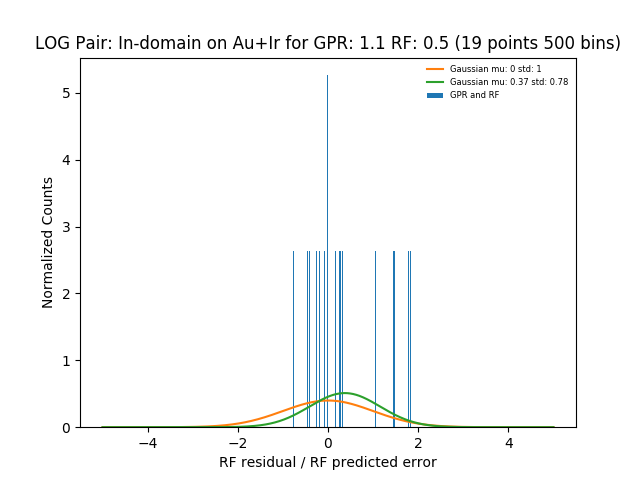 LOG Pair: In-domain on Au+Ir for GPR: 1.1 RF: 0.5 (19 points 500 bins)
Gaussian mu: 0 std: 1
Gaussian mu: 0.37 std: 0.78
GPR and RF
Normalized Counts
5
4
3
2
1
0
−4
−2
0
2
4
RF residual / RF predicted error